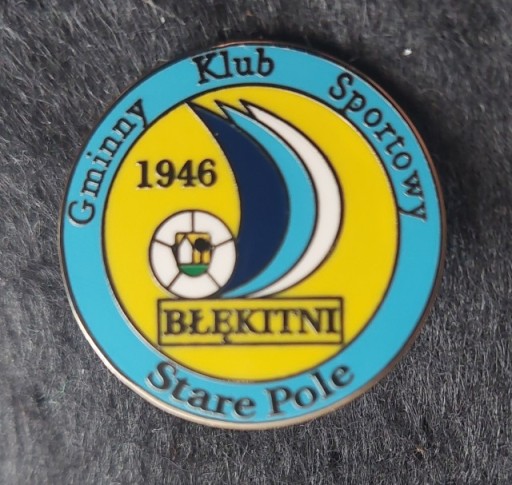 Gminny Klub Sportowy
1946
BŁĘKITNI
Stare Pole